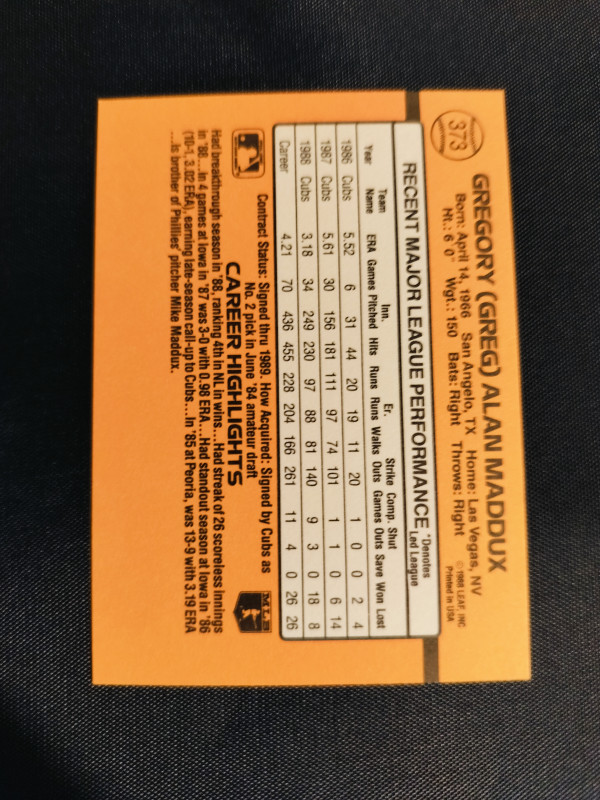 373
GREGORY (GREG) ALAN MADDUX
Born: April 14, 1966 San Angelo, TX Home: Las Vegas, NV
Ht.: 6' 0" Wgt.: 150 Bats: Right Throws: Right
© 1988 LEAF, INC.
Printed in USA
RECENT MAJOR LEAGUE PERFORMANCE *Denotes Led League
Year Team Name ERA Games Inn. Pitched Hits Runs Er. Runs Walks Strike Outs Comp. Games Shut Outs Save Won Lost
1986 Cubs 5.52 6 31 44 20 19 11 20 1 0 0 2 4
1987 Cubs 5.61 30 156 181 111 97 74 101 1 1 0 6 14
1988 Cubs 3.18 34 249 230 97 88 81 140 9 3 0 18 8
Career 4.21 70 436 455 228 204 166 261 11 4 0 26 26
Contract Status: Signed thru 1989. How Acquired: Signed by Cubs as
No. 2 pick in June '84 amateur draft
CAREER HIGHLIGHTS
MLB
Had breakthrough season in '88, ranking 4th in NL in wins...Had streak of 26 scoreless innings
in '88...In 4 games at Iowa in '87 was 3-0 with 0.98 ERA...Had standout season at Iowa in '86
(10-1, 3.02 ERA), earning late-season call-up to Cubs...In '85 at Peoria, was 13-9 with 3.19 ERA
...Is brother of Phillies' pitcher Mike Maddux.